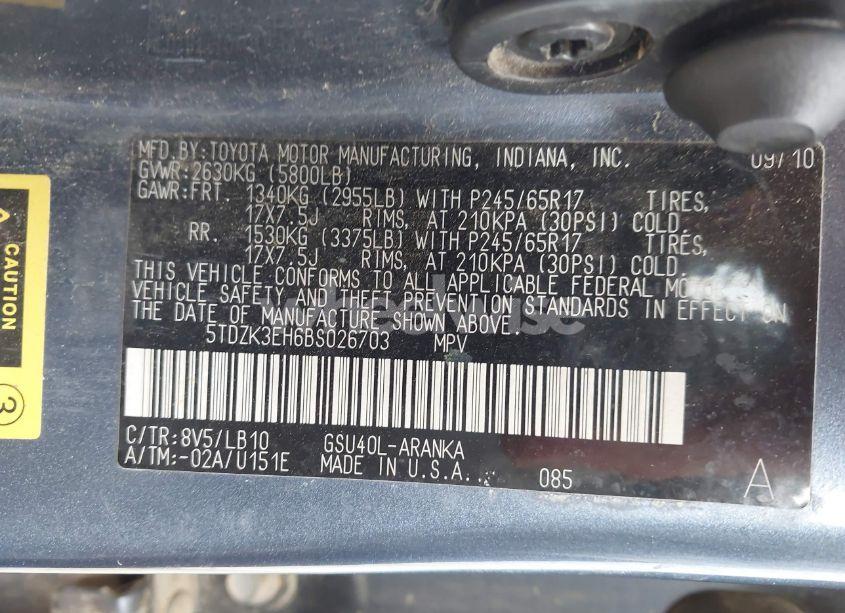 MFD.BY:TOYOTA MOTOR MANUFACTURING, INDIANA, INC. 09/10
GVWR:2630KG (5800LB)
GAWR:FRT. 1340KG (2955LB) WITH P245/65R17 TIRES,
17X7.5J RIMS, AT 210KPA (30PSI) COLD.
RR. 1530KG (3375LB) WITH P245/65R17 TIRES,
17X7.5J RIMS, AT 210KPA (30PSI) COLD.
THIS VEHICLE CONFORMS TO ALL APPLICABLE FEDERAL MOTOR
VEHICLE SAFETY AND THEFT PREVENTION STANDARDS IN EFFECT ON
THE DATE OF MANUFACTURE SHOWN ABOVE.
5TDZK3EH6BS026703 MPV
C/TR:8V5/LB10 GSU40L-ARANKA
A/TM:-02A/U151E MADE IN U.S.A. 085 A
CAUTION
3